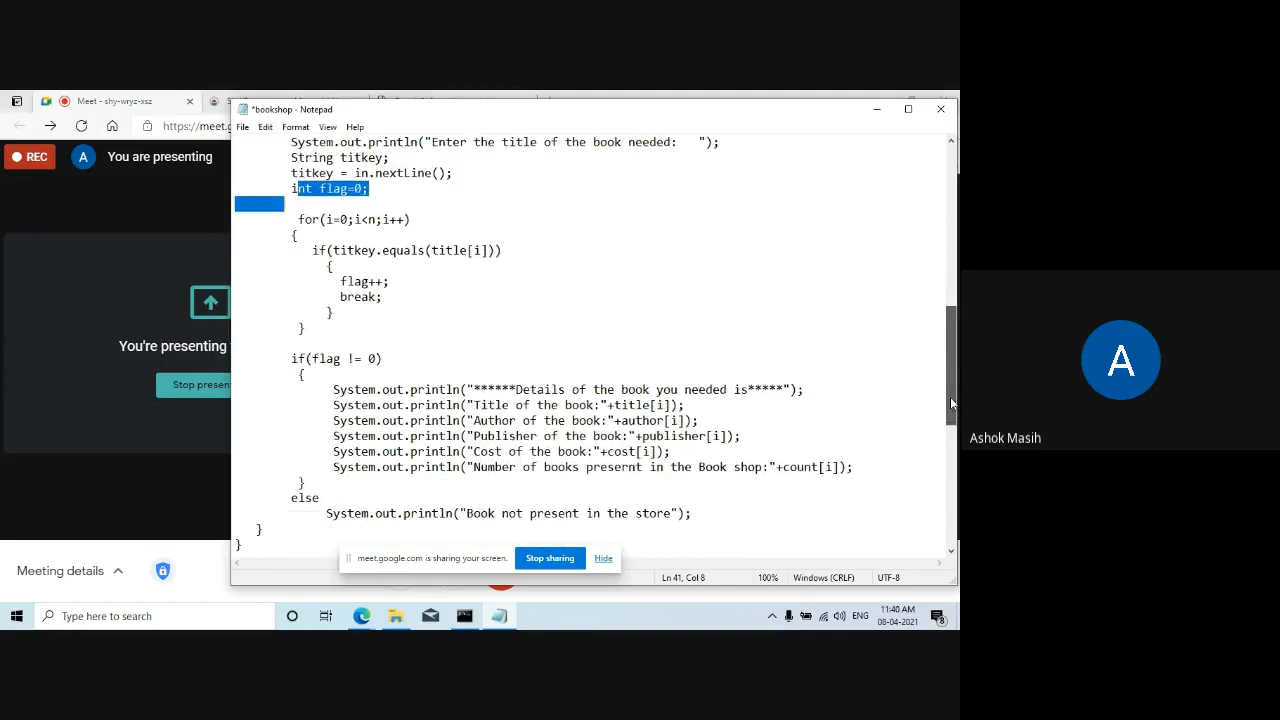 Meet - shy-wryz-xsz
*bookshop - Notepad
https://meet.g
File Edit Format View Help
REC
A
You are presenting
System.out.println("Enter the title of the book needed:   ");
String titkey;
titkey = in.nextLine();
int flag=0;
for(i=0;i<n;i++)
{
if(titkey.equals(title[i]))
{
flag++;
break;
}
}
if(flag != 0)
{
System.out.println("******Details of the book you needed is*****");
System.out.println("Title of the book:"+title[i]);
System.out.println("Author of the book:"+author[i]);
System.out.println("Publisher of the book:"+publisher[i]);
System.out.println("Cost of the book:"+cost[i]);
System.out.println("Number of books presernt in the Book shop:"+count[i]);
}
else
System.out.println("Book not present in the store");
}
}
You're presenting
Stop presen
meet.google.com is sharing your screen.
Stop sharing
Hide
Meeting details
Ln 41, Col 8
100%
Windows (CRLF)
UTF-8
Type here to search
ENG
11:40 AM
08-04-2021
8
A
Ashok Masih